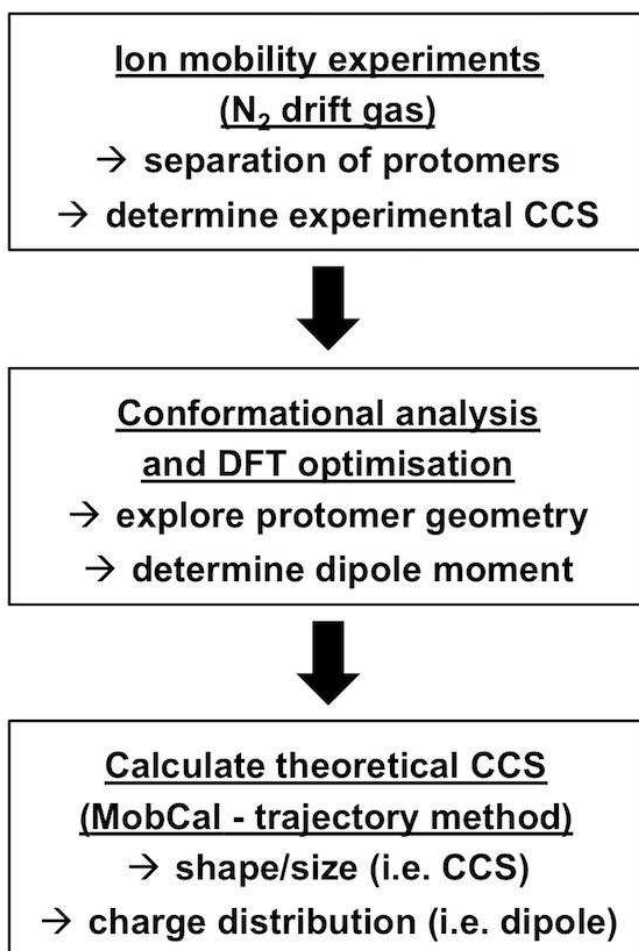 Ion mobility experiments
(N₂ drift gas)
→ separation of protomers
→ determine experimental CCS
Conformational analysis
and DFT optimisation
→ explore protomer geometry
→ determine dipole moment
Calculate theoretical CCS
(MobCal - trajectory method)
→ shape/size (i.e. CCS)
→ charge distribution (i.e. dipole)